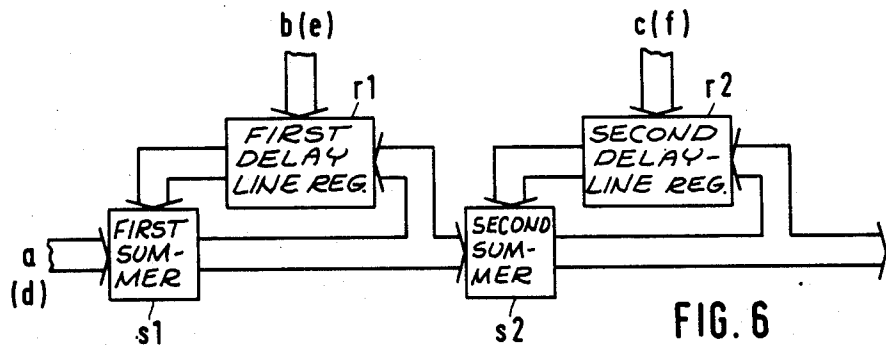 b(e)
c(f)
r1
r2
FIRST
DELAY
LINE REG.
SECOND
DELAY-
LINE REG.
a
(d)
FIRST
SUM-
MER
SECOND
SUM-
MER
s1
s2
FIG. 6